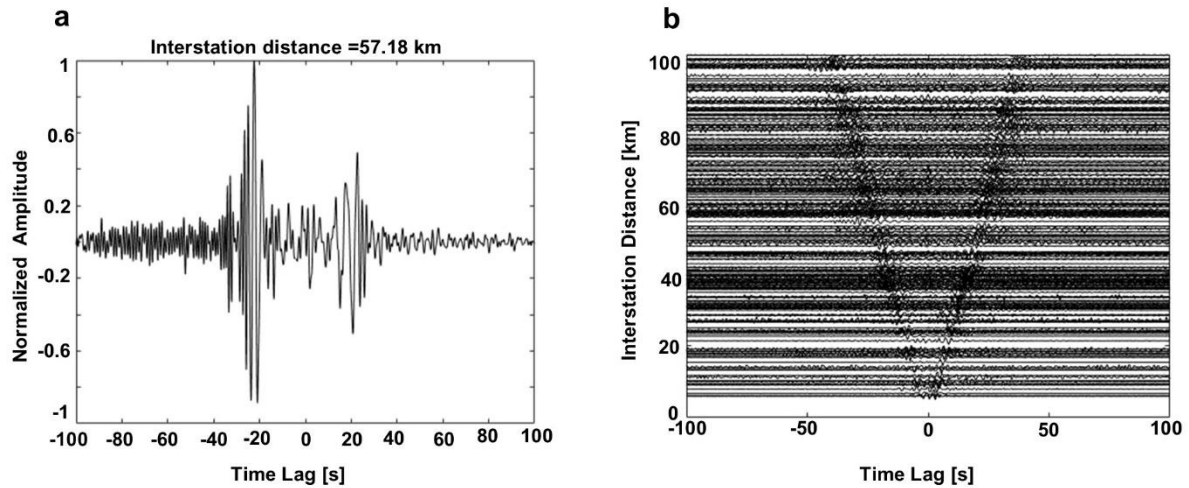 a
Interstation distance =57.18 km
Normalized Amplitude
1
0.6
0.2
-0.2
-0.6
-1
-100 -80 -60 -40 -20 0 20 40 60 80 100
Time Lag [s]
b
Interstation Distance [km]
100
80
60
40
20
0
-100 -50 0 50 100
Time Lag [s]